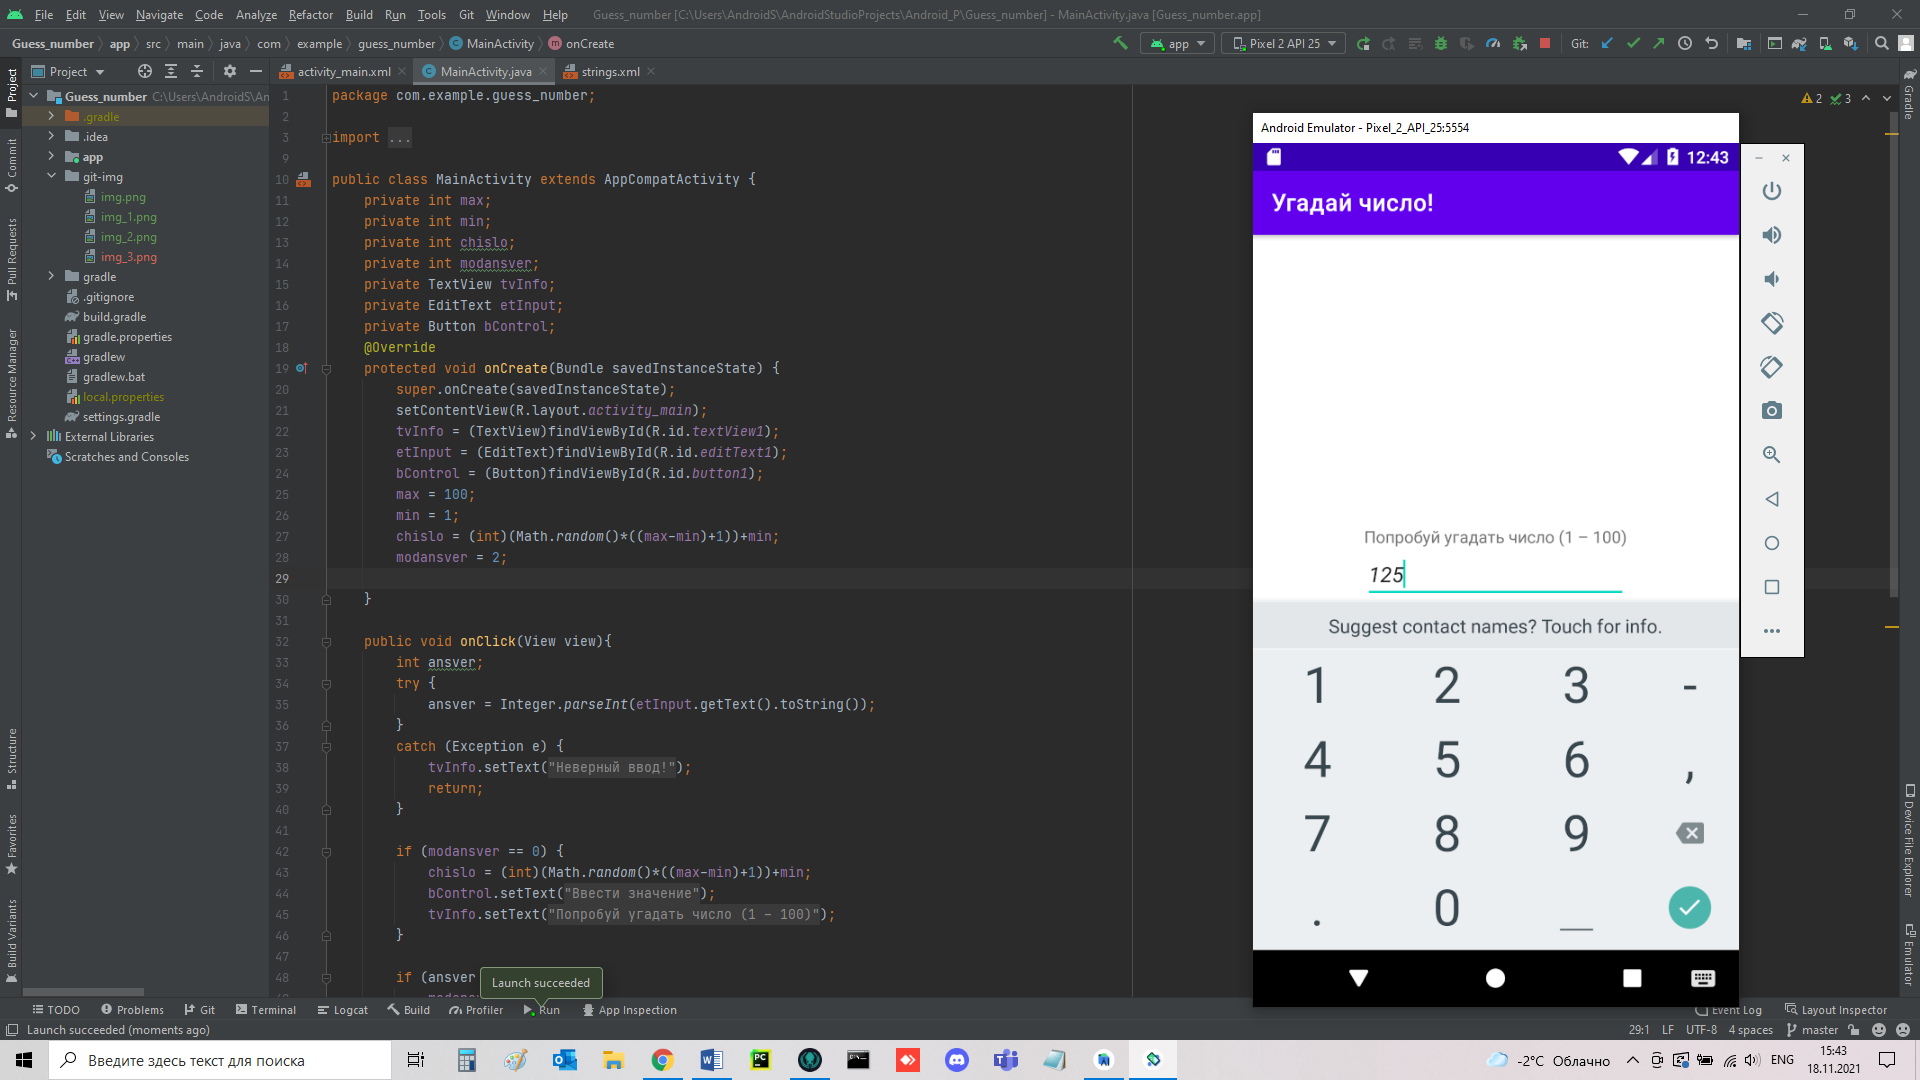 File Edit View Navigate Code Analyze Refactor Build Run Tools Git Window Help Guess_number [C:\Users\AndroidS\AndroidStudioProjects\Android_P\Guess_number] - MainActivity.java [Guess_number.app]
Guess_number app src main java com example guess_number MainActivity onCreate app Pixel 2 API 25 Git:
Project activity_main.xml MainActivity.java strings.xml
Guess_number C:\Users\AndroidS\An
.gradle
.idea
app
git-img
img.png
img_1.png
img_2.png
img_3.png
gradle
.gitignore
build.gradle
gradle.properties
gradlew
gradlew.bat
local.properties
settings.gradle
External Libraries
Scratches and Consoles
Project
Commit
Pull Requests
Resource Manager
Structure
Favorites
Build Variants
1 package com.example.guess_number;
2
3 import ...
9
10 public class MainActivity extends AppCompatActivity {
11 private int max;
12 private int min;
13 private int chislo;
14 private int modansver;
15 private TextView tvInfo;
16 private EditText etInput;
17 private Button bControl;
18 @Override
19 protected void onCreate(Bundle savedInstanceState) {
20 super.onCreate(savedInstanceState);
21 setContentView(R.layout.activity_main);
22 tvInfo = (TextView)findViewById(R.id.textView1);
23 etInput = (EditText)findViewById(R.id.editText1);
24 bControl = (Button)findViewById(R.id.button1);
25 max = 100;
26 min = 1;
27 chislo = (int)(Math.random()*((max-min)+1))+min;
28 modansver = 2;
29
30 }
31
32 public void onClick(View view){
33 int ansver;
34 try {
35 ansver = Integer.parseInt(etInput.getText().toString());
36 }
37 catch (Exception e) {
38 tvInfo.setText("Неверный ввод!");
39 return;
40 }
41
42 if (modansver == 0) {
43 chislo = (int)(Math.random()*((max-min)+1))+min;
44 bControl.setText("Ввести значение");
45 tvInfo.setText("Попробуй угадать число (1 – 100)");
46 }
47
48 if (ansver
Launch succeeded
2 3
Android Emulator - Pixel_2_API_25:5554
12:43
Угадай число!
Попробуй угадать число (1 – 100)
125
Suggest contact names? Touch for info.
1 2 3 -
4 5 6 ,
7 8 9
. 0 _
Gradle
Device File Explorer
Emulator
TODO Problems Git Terminal Logcat Build Profiler Run App Inspection Event Log Layout Inspector
Launch succeeded (moments ago) 29:1 LF UTF-8 4 spaces master
Введите здесь текст для поиска
-2°C Облачно ENG 15:43
18.11.2021